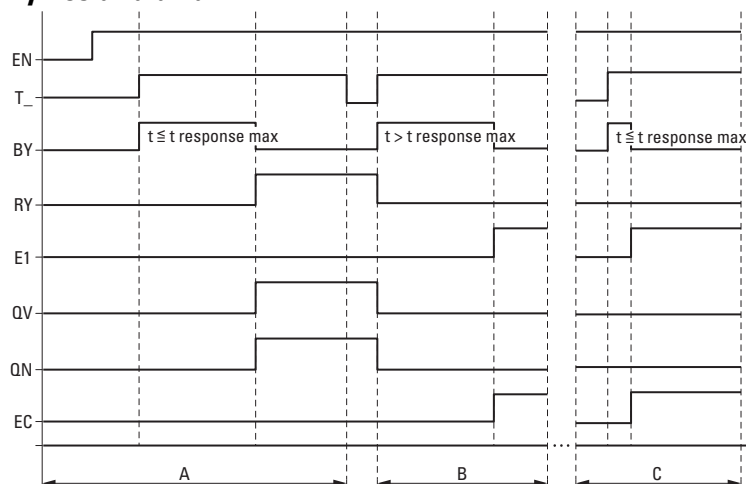 EN
T_
BY
t ≦ t response max
t > t response max
t ≦ t response max
RY
E1
QV
QN
EC
...
A
B
C